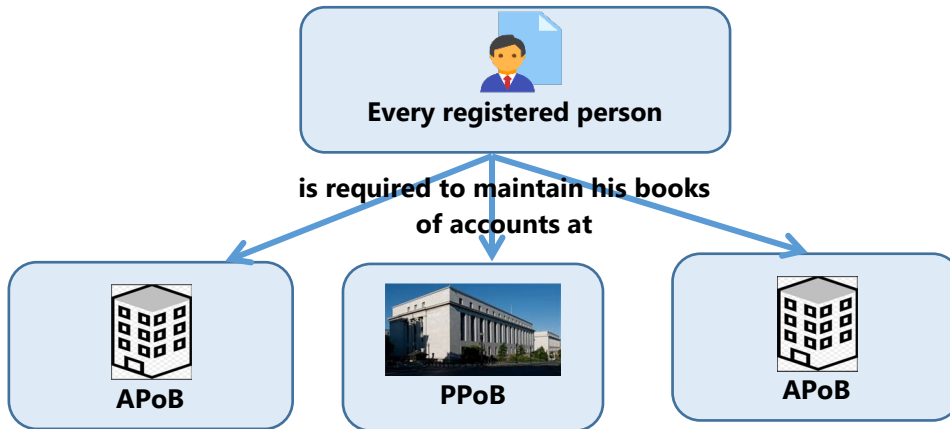 Every registered person
is required to maintain his books
of accounts at
APoB
PPoB
APoB